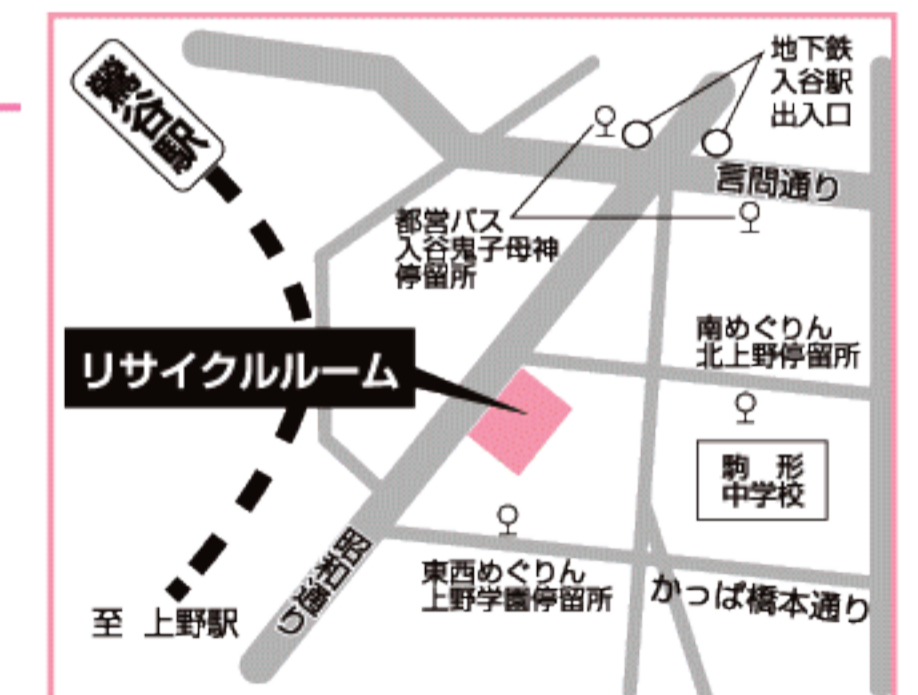 鶯谷駅
地下鉄
入谷駅
出入口
言問通り
都営バス
入谷鬼子母神
停留所
南めぐりん
北上野停留所
リサイクルルーム
駒 形
中学校
昭和通り
東西めぐりん
上野学園停留所
かっぱ橋本通り
至 上野駅